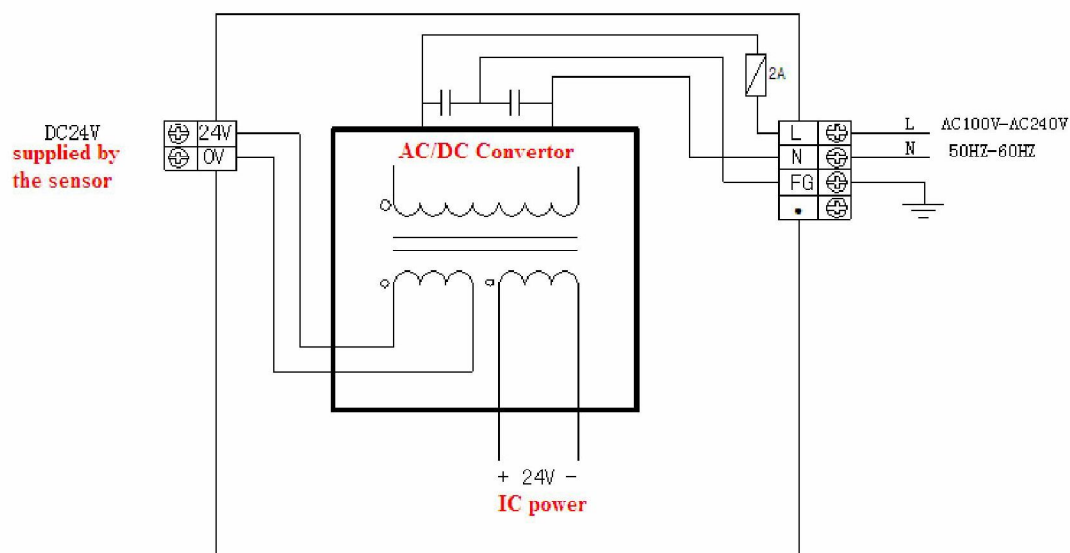 2A
DC24V
supplied by
the sensor
24V
0V
AC/DC Convertor
L
N
FG
L AC100V-AC240V
N 50HZ-60HZ
+ 24V -
IC power